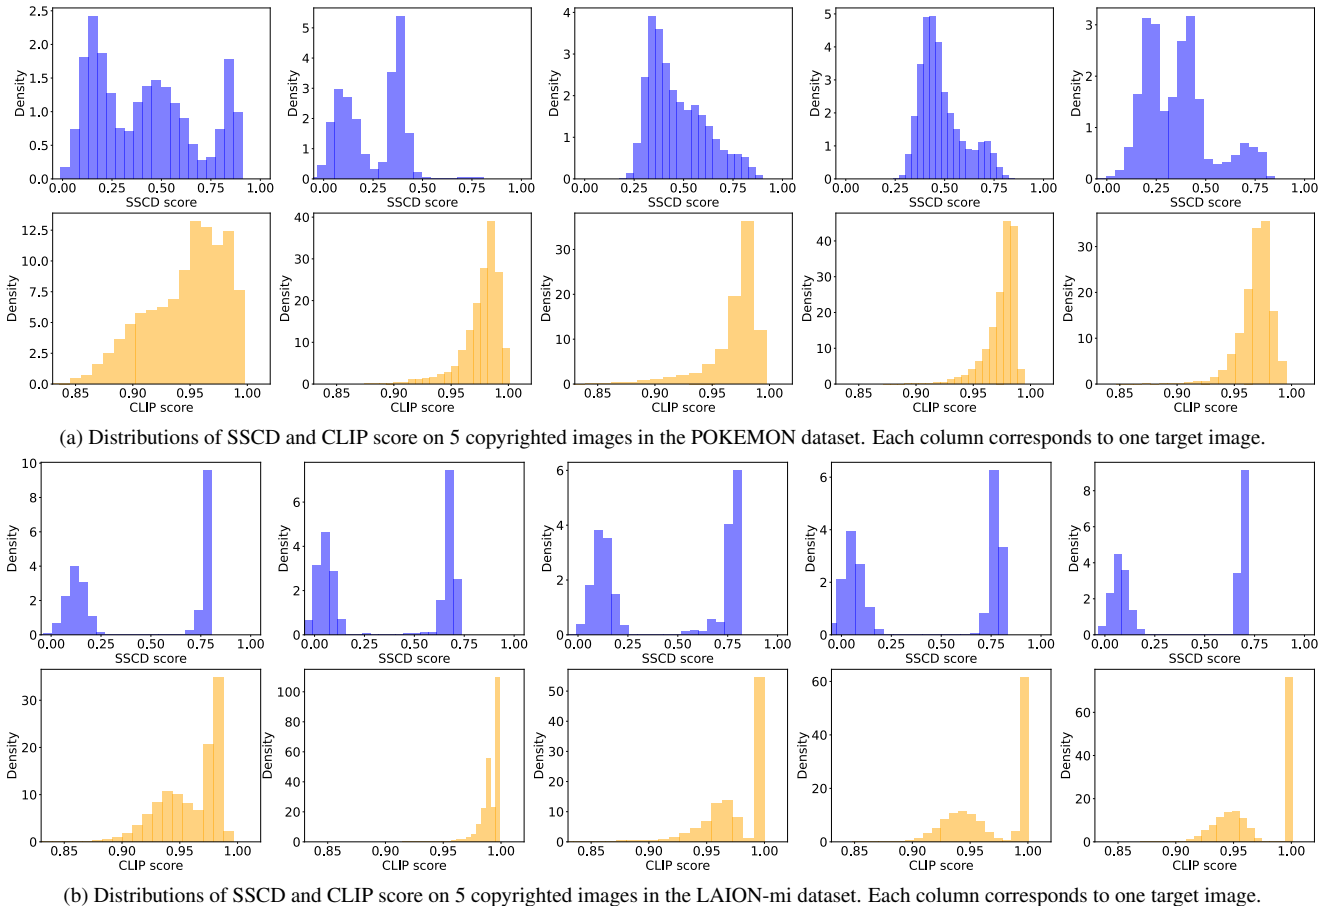 2.5
2.0
1.5
1.0
0.5
0.0
Density
0.00 0.25 0.50 0.75 1.00
SSCD score
5
4
3
2
1
0
Density
0.00 0.25 0.50 0.75 1.00
SSCD score
4
3
2
1
0
Density
0.00 0.25 0.50 0.75 1.00
SSCD score
5
4
3
2
1
0
Density
0.00 0.25 0.50 0.75 1.00
SSCD score
3
2
1
0
Density
0.00 0.25 0.50 0.75 1.00
SSCD score
12.5
10.0
7.5
5.0
2.5
0.0
Density
0.85 0.90 0.95 1.00
CLIP score
40
30
20
10
0
Density
0.85 0.90 0.95 1.00
CLIP score
30
20
10
0
Density
0.85 0.90 0.95 1.00
CLIP score
40
30
20
10
0
Density
0.85 0.90 0.95 1.00
CLIP score
30
20
10
0
Density
0.85 0.90 0.95 1.00
CLIP score
(a) Distributions of SSCD and CLIP score on 5 copyrighted images in the POKEMON dataset. Each column corresponds to one target image.
10
8
6
4
2
0
Density
0.00 0.25 0.50 0.75 1.00
SSCD score
6
4
2
0
Density
0.00 0.25 0.50 0.75 1.00
SSCD score
6
4
2
0
Density
0.00 0.25 0.50 0.75 1.00
SSCD score
6
4
2
0
Density
0.00 0.25 0.50 0.75 1.00
SSCD score
8
6
4
2
0
Density
0.00 0.25 0.50 0.75 1.00
SSCD score
30
20
10
0
Density
0.85 0.90 0.95 1.00
CLIP score
100
80
60
40
20
0
Density
0.85 0.90 0.95 1.00
CLIP score
50
40
30
20
10
0
Density
0.85 0.90 0.95 1.00
CLIP score
60
40
20
0
Density
0.85 0.90 0.95 1.00
CLIP score
60
40
20
0
Density
0.85 0.90 0.95 1.00
CLIP score
(b) Distributions of SSCD and CLIP score on 5 copyrighted images in the LAION-mi dataset. Each column corresponds to one target image.